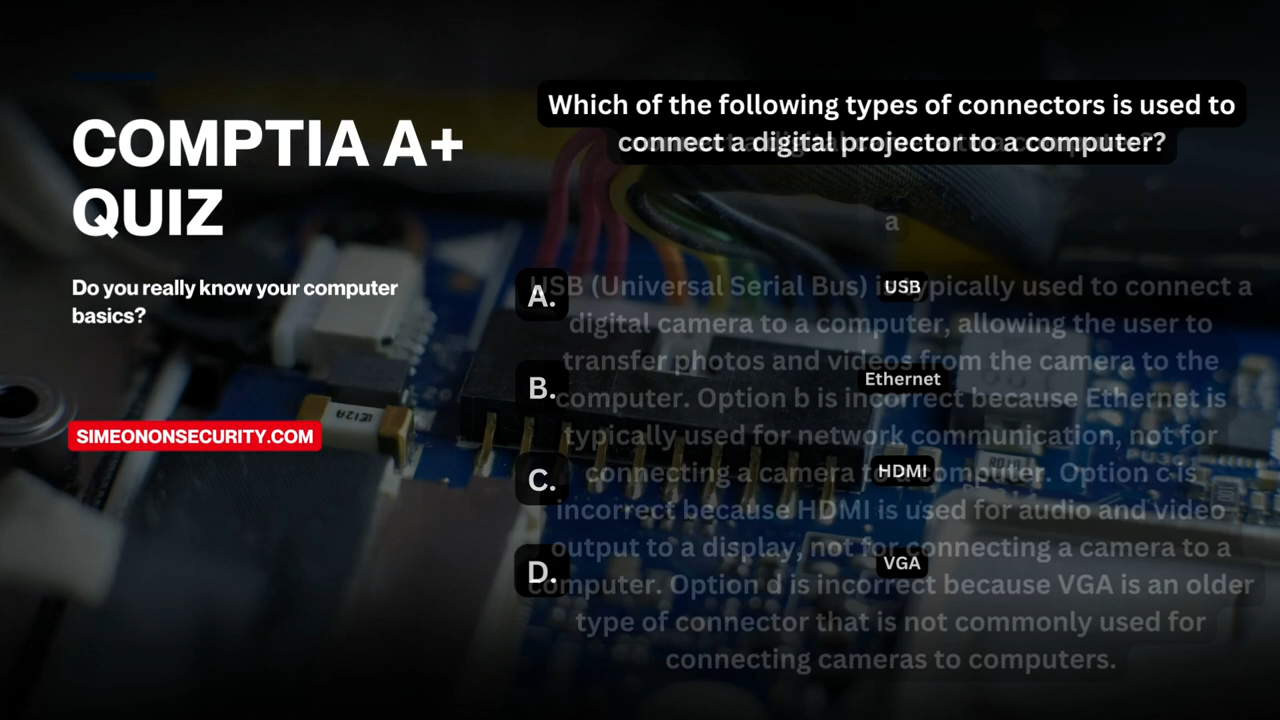 COMPTIA A+
QUIZ
Do you really know your computer
basics?
SIMEONONSECURITY.COM
Which of the following types of connectors is used to
connect a digital projector to a computer?
a
A.
USB
B.
Ethernet
C.
HDMI
D.
VGA
USB (Universal Serial Bus) is typically used to connect a
digital camera to a computer, allowing the user to
transfer photos and videos from the camera to the
computer. Option b is incorrect because Ethernet is
typically used for network communication, not for
connecting a camera to a computer. Option c is
incorrect because HDMI is used for audio and video
output to a display, not for connecting a camera to a
computer. Option d is incorrect because VGA is an older
type of connector that is not commonly used for
connecting cameras to computers.